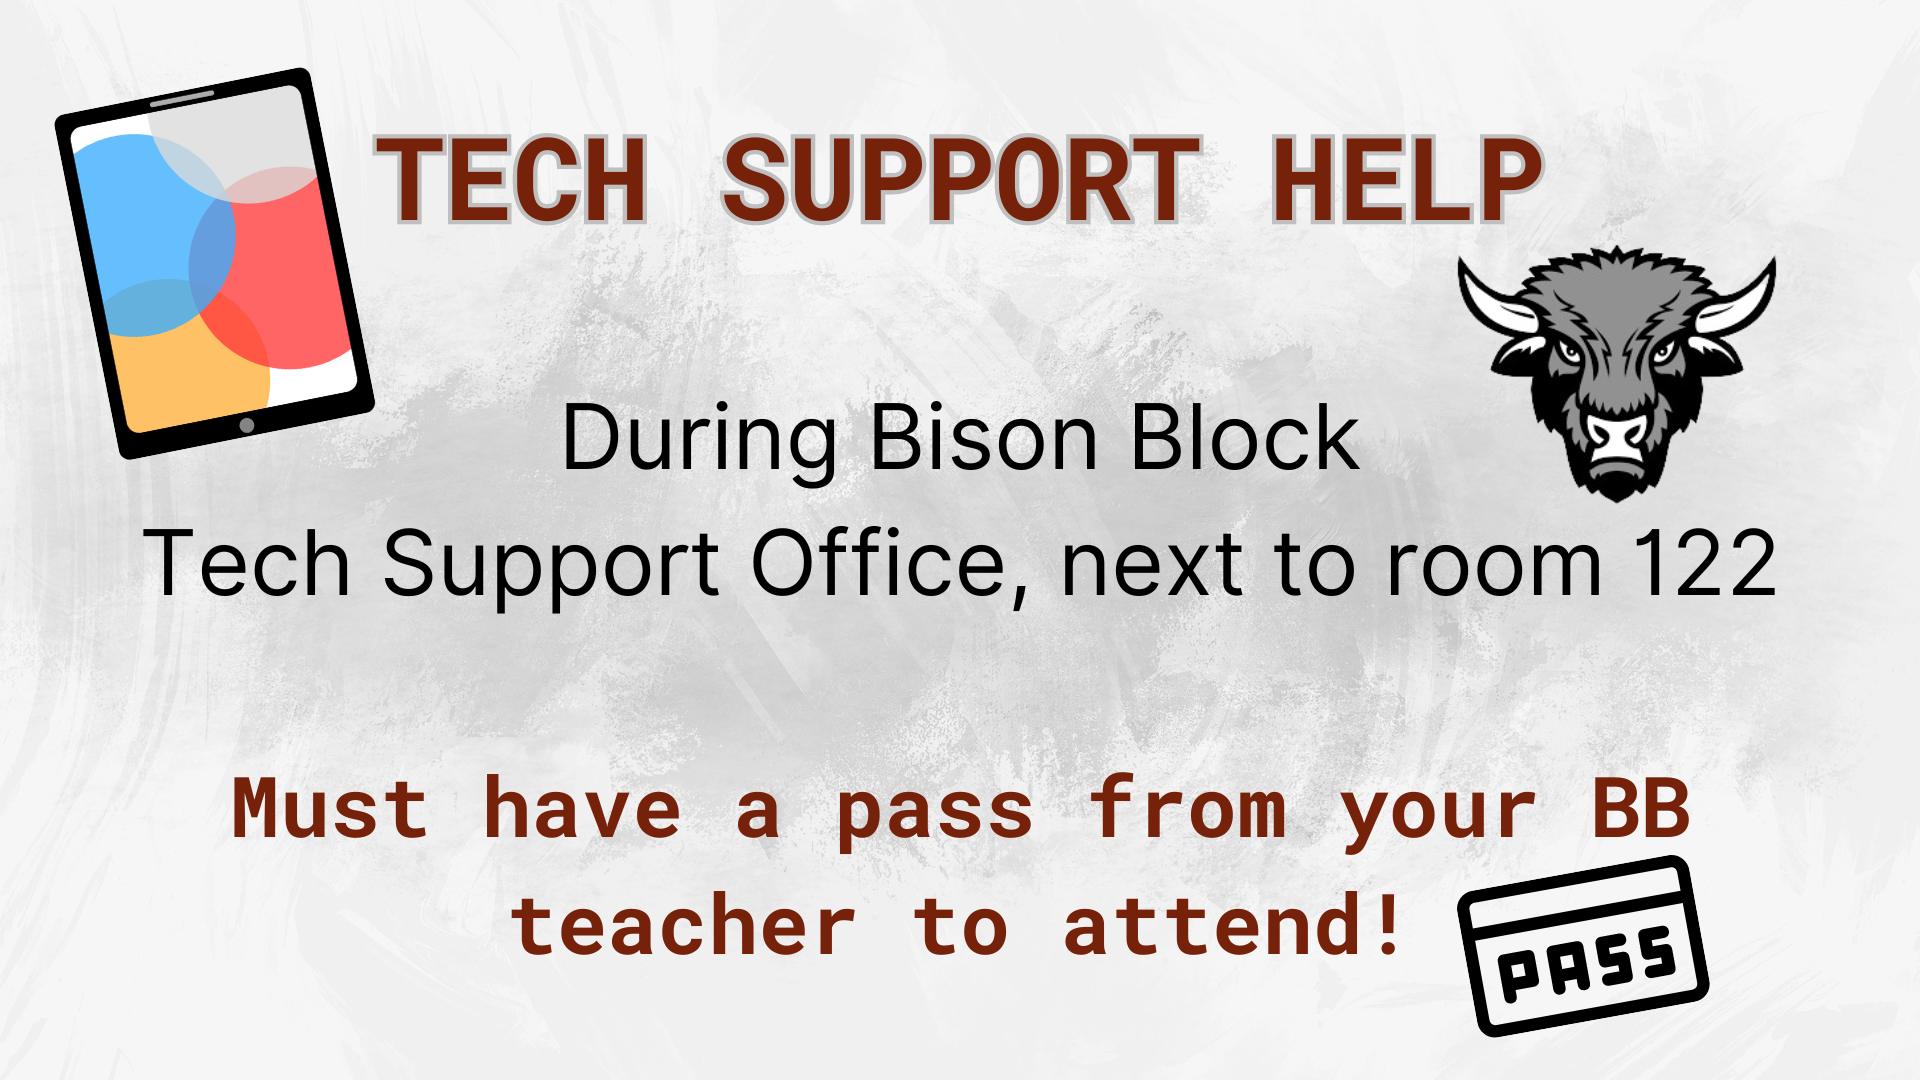 TECH SUPPORT HELP
During Bison Block
Tech Support Office, next to room 122
Must have a pass from your BB
teacher to attend!
PASS